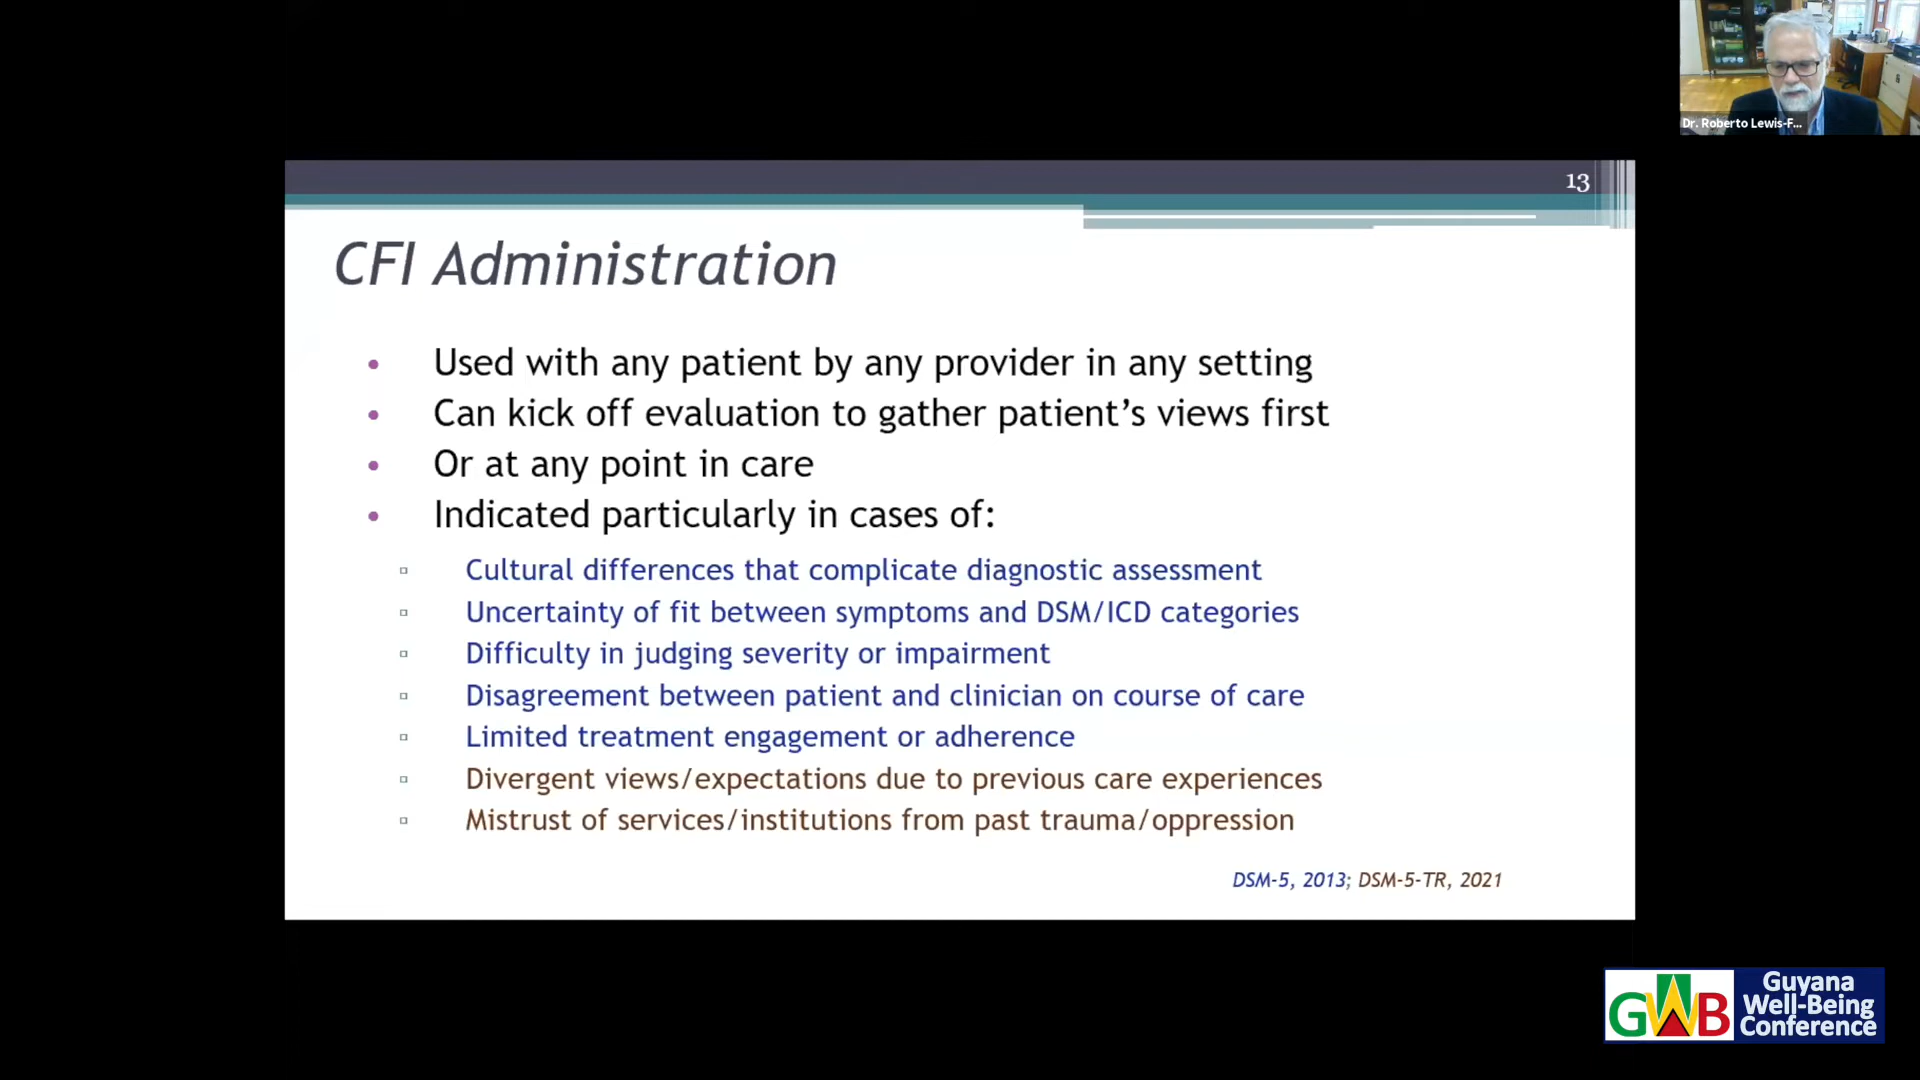 Dr. Roberto Lewis-F...
13
CFI Administration
• Used with any patient by any provider in any setting
• Can kick off evaluation to gather patient’s views first
• Or at any point in care
• Indicated particularly in cases of:
▫ Cultural differences that complicate diagnostic assessment
▫ Uncertainty of fit between symptoms and DSM/ICD categories
▫ Difficulty in judging severity or impairment
▫ Disagreement between patient and clinician on course of care
▫ Limited treatment engagement or adherence
▫ Divergent views/expectations due to previous care experiences
▫ Mistrust of services/institutions from past trauma/oppression
DSM-5, 2013; DSM-5-TR, 2021
GWB
Guyana
Well-Being
Conference